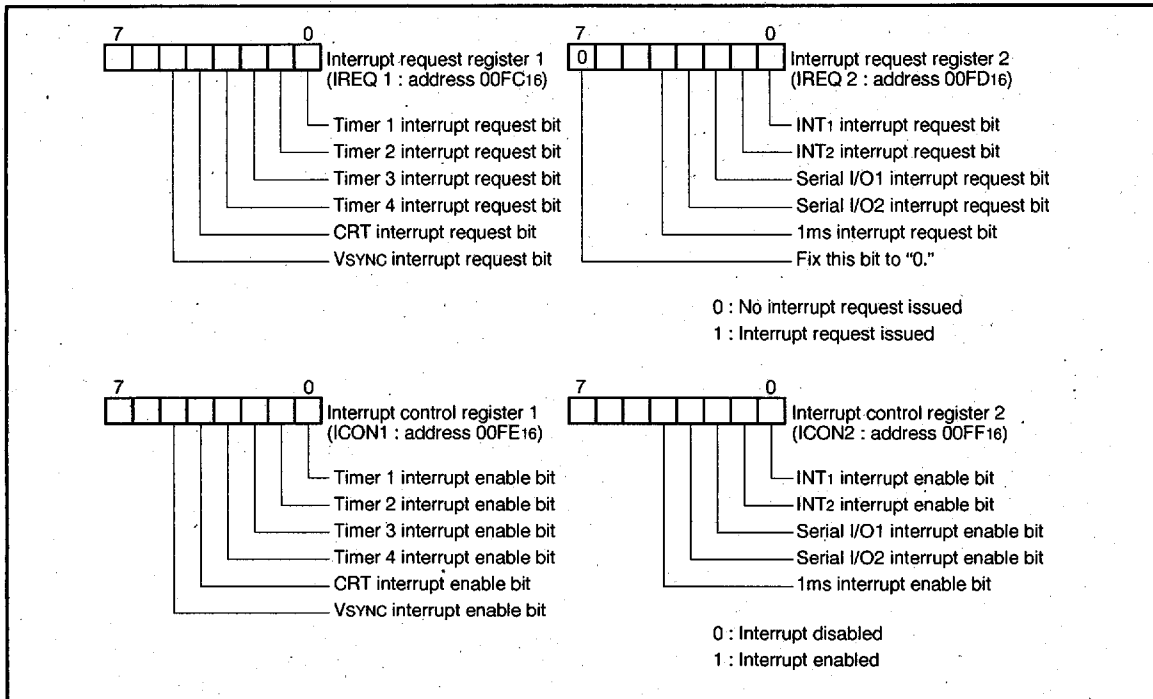 7 0
Interrupt request register 1
(IREQ 1 : address 00FC16)
Timer 1 interrupt request bit
Timer 2 interrupt request bit
Timer 3 interrupt request bit
Timer 4 interrupt request bit
CRT interrupt request bit
VSYNC interrupt request bit
7 0
0
Interrupt request register 2
(IREQ 2 : address 00FD16)
INT1 interrupt request bit
INT2 interrupt request bit
Serial I/O1 interrupt request bit
Serial I/O2 interrupt request bit
1ms interrupt request bit
Fix this bit to “0.”
0 : No interrupt request issued
1 : Interrupt request issued
7 0
Interrupt control register 1
(ICON1 : address 00FE16)
Timer 1 interrupt enable bit
Timer 2 interrupt enable bit
Timer 3 interrupt enable bit
Timer 4 interrupt enable bit
CRT interrupt enable bit
VSYNC interrupt enable bit
7 0
Interrupt control register 2
(ICON2 : address 00FF16)
INT1 interrupt enable bit
INT2 interrupt enable bit
Serial I/O1 interrupt enable bit
Serial I/O2 interrupt enable bit
1ms interrupt enable bit
0 : Interrupt disabled
1 : Interrupt enabled